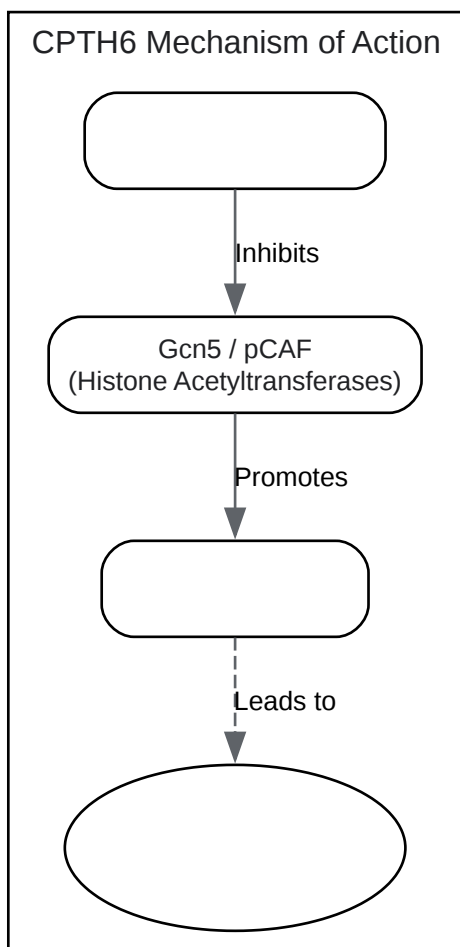 CPTH6 Mechanism of Action
Inhibits
Gcn5 / pCAF
(Histone Acetyltransferases)
Promotes
Leads to